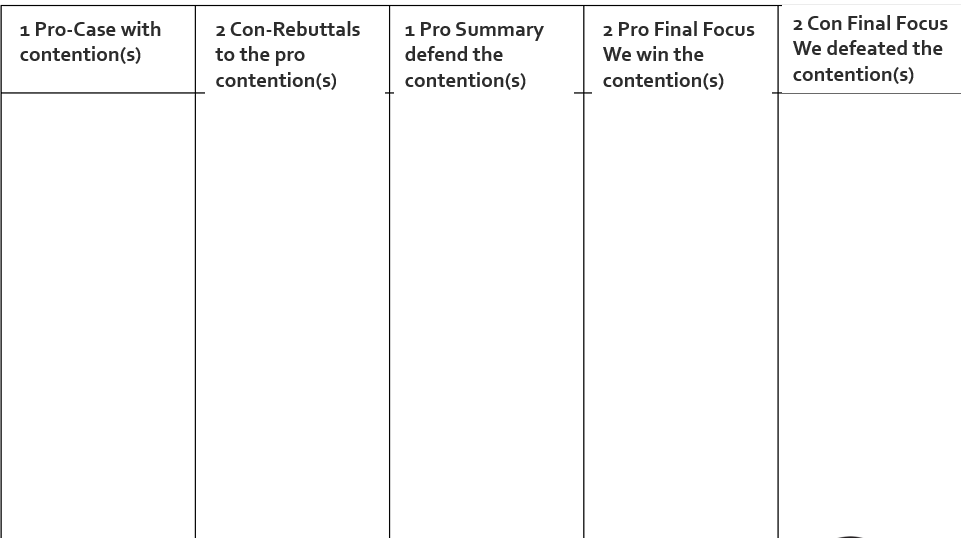 1 Pro-Case with
contention(s)
2 Con-Rebuttals
to the pro
contention(s)
1 Pro Summary
defend the
contention(s)
2 Pro Final Focus
We win the
contention(s)
2 Con Final Focus
We defeated the
contention(s)